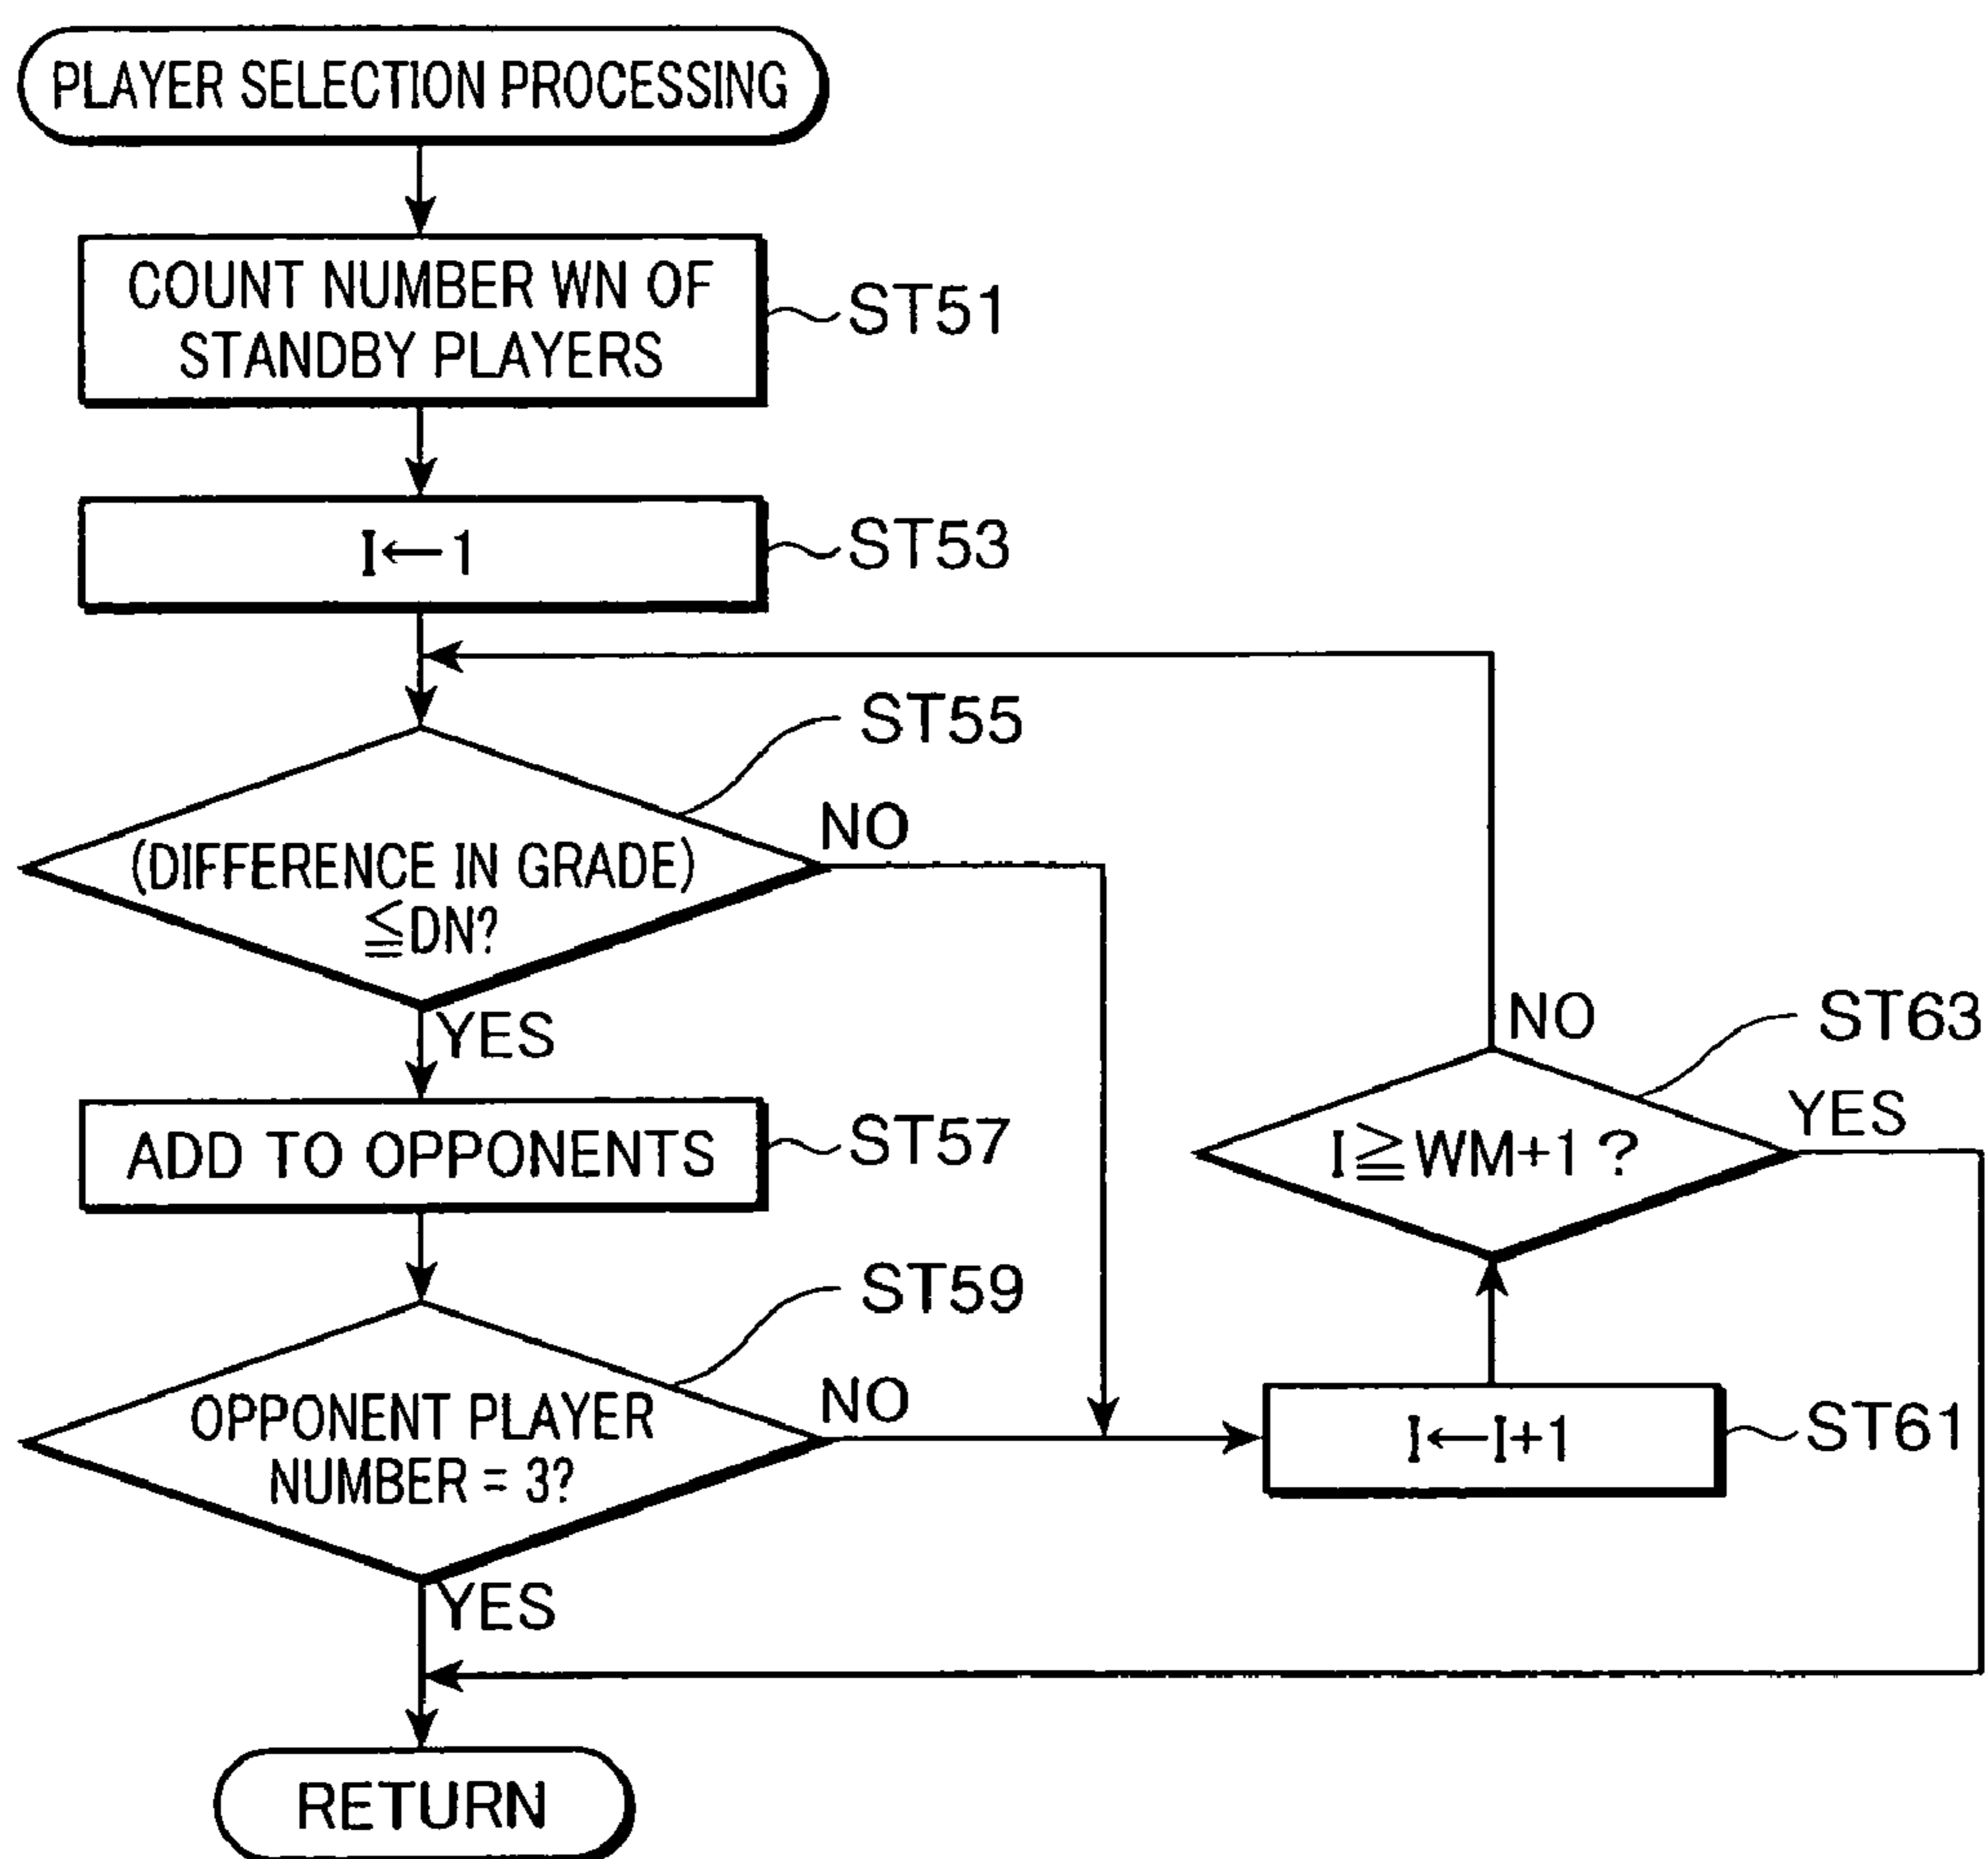 PLAYER SELECTION PROCESSING
COUNT NUMBER WN OF
STANDBY PLAYERS
ST51
I←1
ST53
ST55
(DIFFERENCE IN GRADE)
≦DN?
NO
YES
ADD TO OPPONENTS
ST57
ST59
OPPONENT PLAYER
NUMBER = 3?
NO
YES
I←I+1
ST61
ST63
I≧WM+1 ?
NO
YES
RETURN